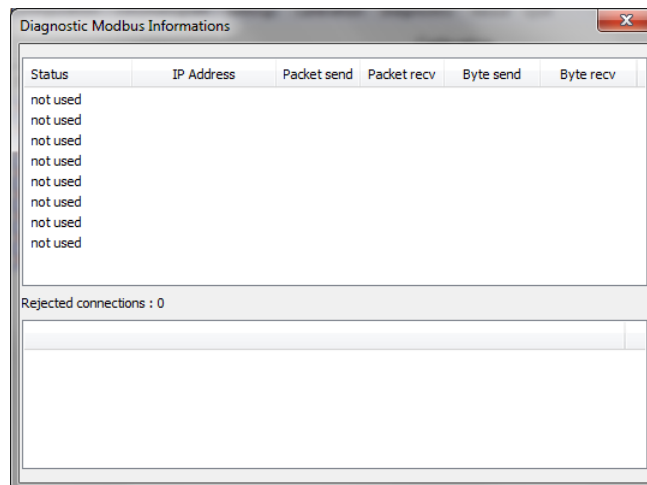 Diagnostic Modbus Informations
Status IP Address Packet send Packet recv Byte send Byte recv
not used
not used
not used
not used
not used
not used
not used
not used
Rejected connections : 0